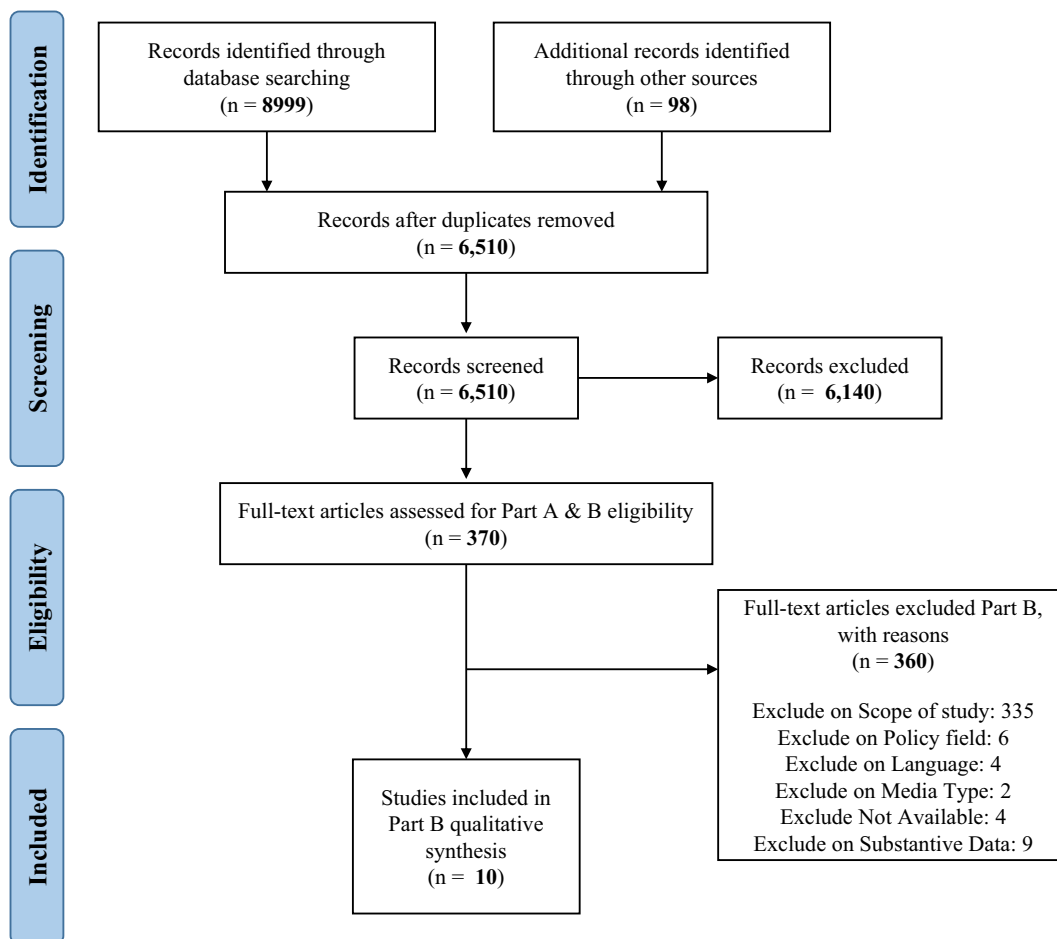 Identification
Records identified through
database searching
(n = 8999)
Additional records identified
through other sources
(n = 98)
Records after duplicates removed
(n = 6,510)
Screening
Records screened
(n = 6,510)
Records excluded
(n = 6,140)
Eligibility
Full-text articles assessed for Part A & B eligibility
(n = 370)
Full-text articles excluded Part B,
with reasons
(n = 360)
Exclude on Scope of study: 335
Exclude on Policy field: 6
Exclude on Language: 4
Exclude on Media Type: 2
Exclude Not Available: 4
Exclude on Substantive Data: 9
Included
Studies included in
Part B qualitative
synthesis
(n = 10)